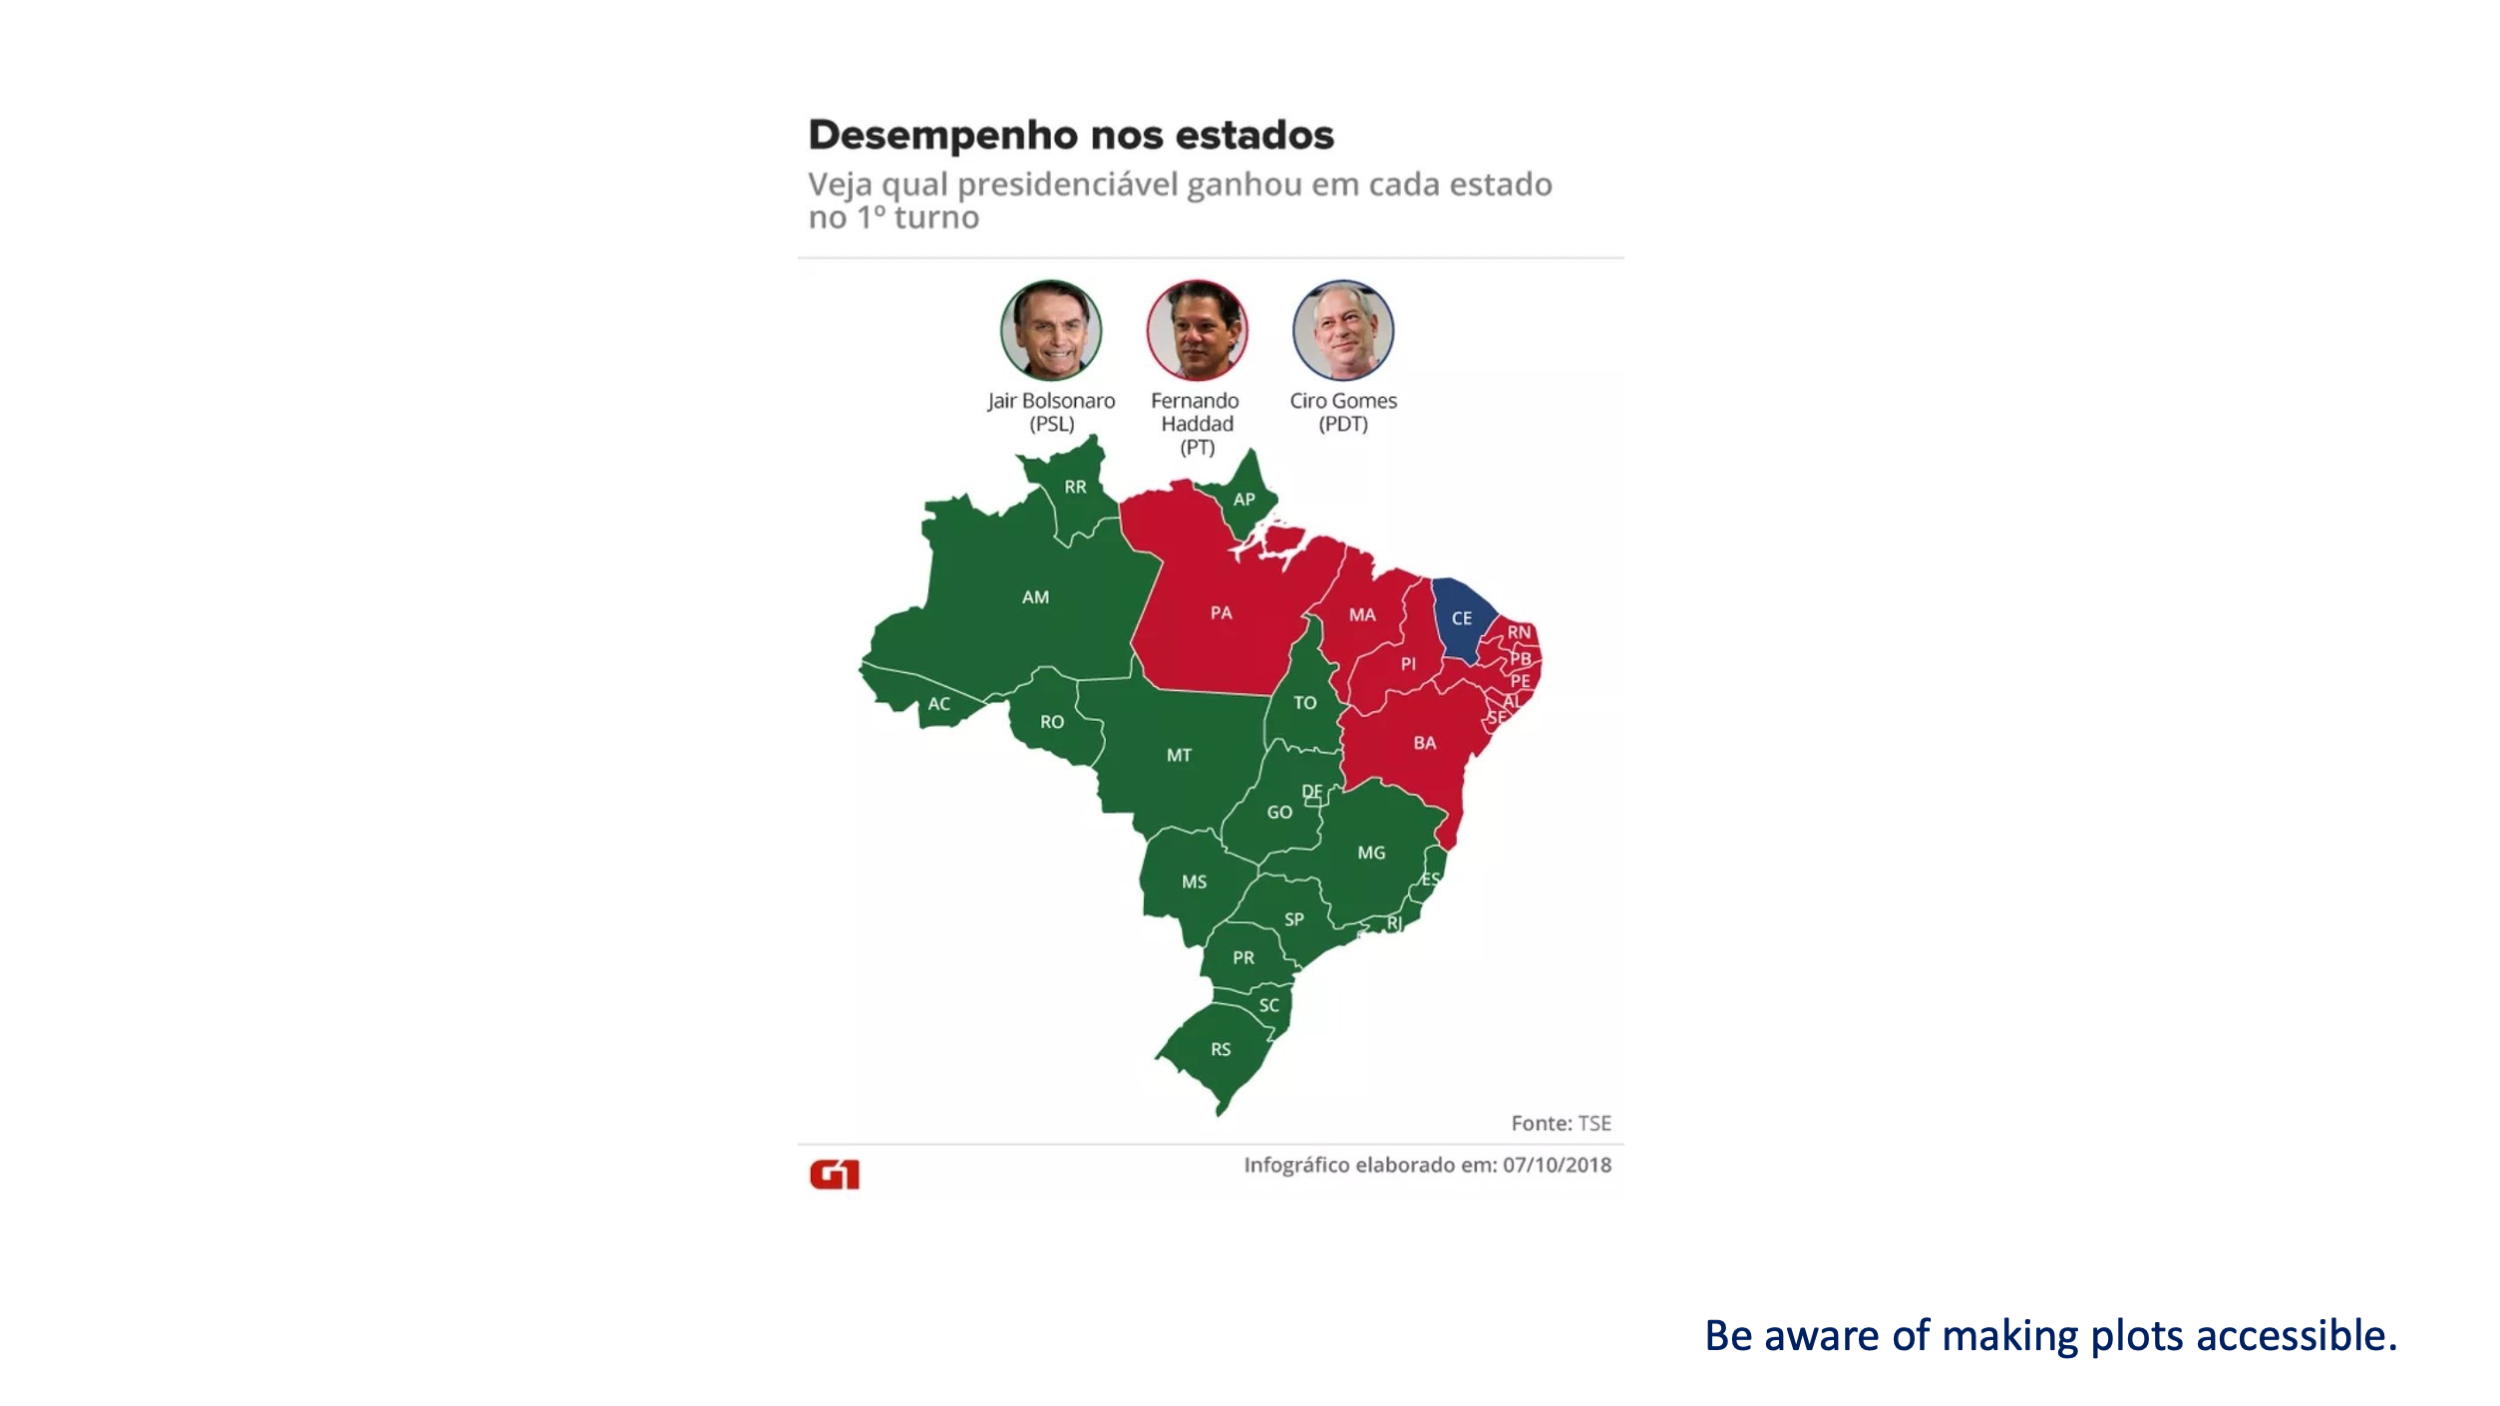 Desempenho nos estados
Veja qual presidenciável ganhou em cada estado
no 1º turno
Jair Bolsonaro
(PSL)
Fernando
Haddad
(PT)
Ciro Gomes
(PDT)
RR
AP
AM
PA
MA
CE
RN
PI
PB
PE
AL
SE
AC
RO
TO
BA
MT
DF
GO
MG
MS
ES
SP
RJ
PR
SC
RS
Fonte: TSE
G1
Infográfico elaborado em: 07/10/2018
Be aware of making plots accessible.